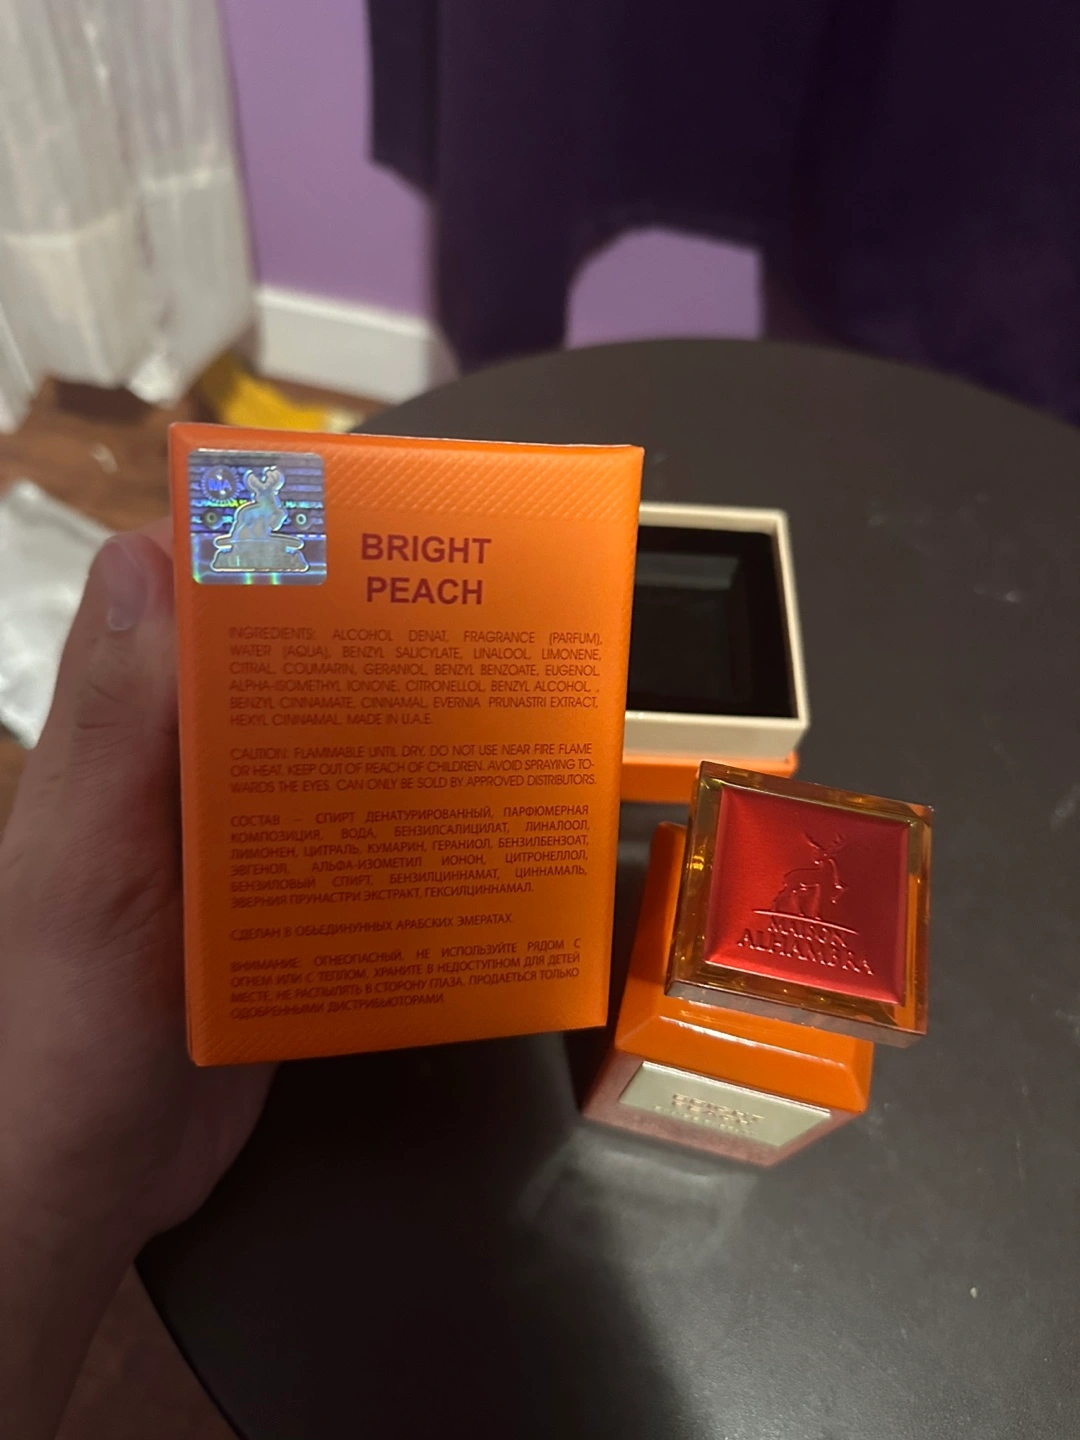 MA
BRIGHT
PEACH
INGREDIENTS: ALCOHOL DENAT, FRAGRANCE (PARFUM),
WATER (AQUA), BENZYL SALICYLATE, LINALOOL, LIMONENE,
CITRAL, COUMARIN, GERANIOL, BENZYL BENZOATE, EUGENOL,
ALPHA-ISOMETHYL IONONE, CITRONELLOL, BENZYL ALCOHOL, ,
BENZYL CINNAMATE, CINNAMAL, EVERNIA PRUNASTRI EXTRACT,
HEXYL CINNAMAL. MADE IN U.A.E.
CAUTION: FLAMMABLE UNTIL DRY, DO NOT USE NEAR FIRE FLAME
OR HEAT. KEEP OUT OF REACH OF CHILDREN. AVOID SPRAYING TO-
WARDS THE EYES. CAN ONLY BE SOLD BY APPROVED DISTRIBUTORS.
СОСТАВ – СПИРТ ДЕНАТУРИРОВАННЫЙ, ПАРФЮМЕРНАЯ
КОМПОЗИЦИЯ, ВОДА, БЕНЗИЛСАЛИЦИЛАТ, ЛИНАЛООЛ,
ЛИМОНЕН, ЦИТРАЛЬ, КУМАРИН, ГЕРАНИОЛ, БЕНЗИЛБЕНЗОАТ,
ЭВГЕНОЛ, АЛЬФА-ИЗОМЕТИЛ ИОНОН, ЦИТРОНЕЛЛОЛ,
БЕНЗИЛОВЫЙ СПИРТ, БЕНЗИЛЦИННАМАТ, ЦИННАМАЛЬ,
ЭВЕРНИЯ ПРУНАСТРИ ЭКСТРАКТ, ГЕКСИЛЦИННАМАЛ.
СДЕЛАН В ОБЬЕДИНУННЫХ АРАБСКИХ ЭМЕРАТАХ.
ВНИМАНИЕ: ОГНЕОПАСНЫЙ, НЕ ИСПОЛЬЗУЙТЕ РЯДОМ С
ОГНЕМ ИЛИ С ТЕПЛОМ, ХРАНИТЕ В НЕДОСТУПНОМ ДЛЯ ДЕТЕЙ
МЕСТЕ, НЕ РАСПЫЛЯТЬ В СТОРОНУ ГЛАЗА. ПРОДАЕТЬСЯ ТОЛЬКО
ОДОБРЕННЫМИ ДИСТРИБЬЮТОРАМИ.
MAISON
ALHAMBRA
BRIGHT
PEACH